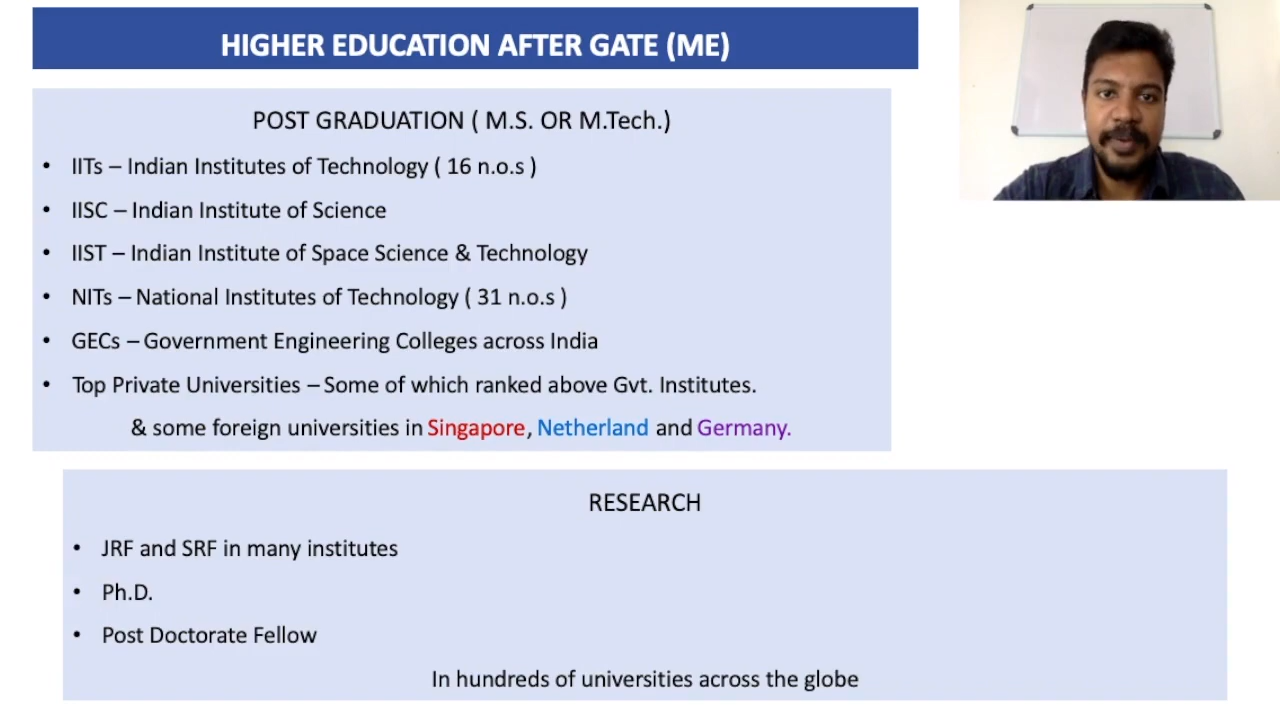 HIGHER EDUCATION AFTER GATE (ME)
POST GRADUATION ( M.S. OR M.Tech.)
• IITs – Indian Institutes of Technology ( 16 n.o.s )
• IISC – Indian Institute of Science
• IIST – Indian Institute of Space Science & Technology
• NITs – National Institutes of Technology ( 31 n.o.s )
• GECs – Government Engineering Colleges across India
• Top Private Universities – Some of which ranked above Gvt. Institutes.
& some foreign universities in Singapore, Netherland and Germany.
RESEARCH
• JRF and SRF in many institutes
• Ph.D.
• Post Doctorate Fellow
In hundreds of universities across the globe